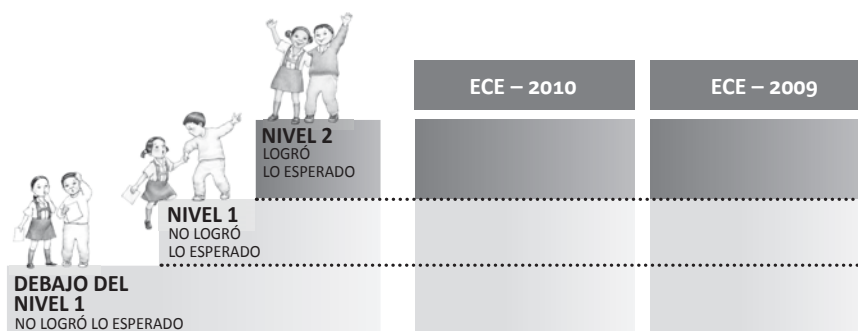 ECE – 2010
ECE – 2009
NIVEL 2
LOGRÓ
LO ESPERADO
NIVEL 1
NO LOGRÓ
LO ESPERADO
DEBAJO DEL
NIVEL 1
NO LOGRÓ LO ESPERADO